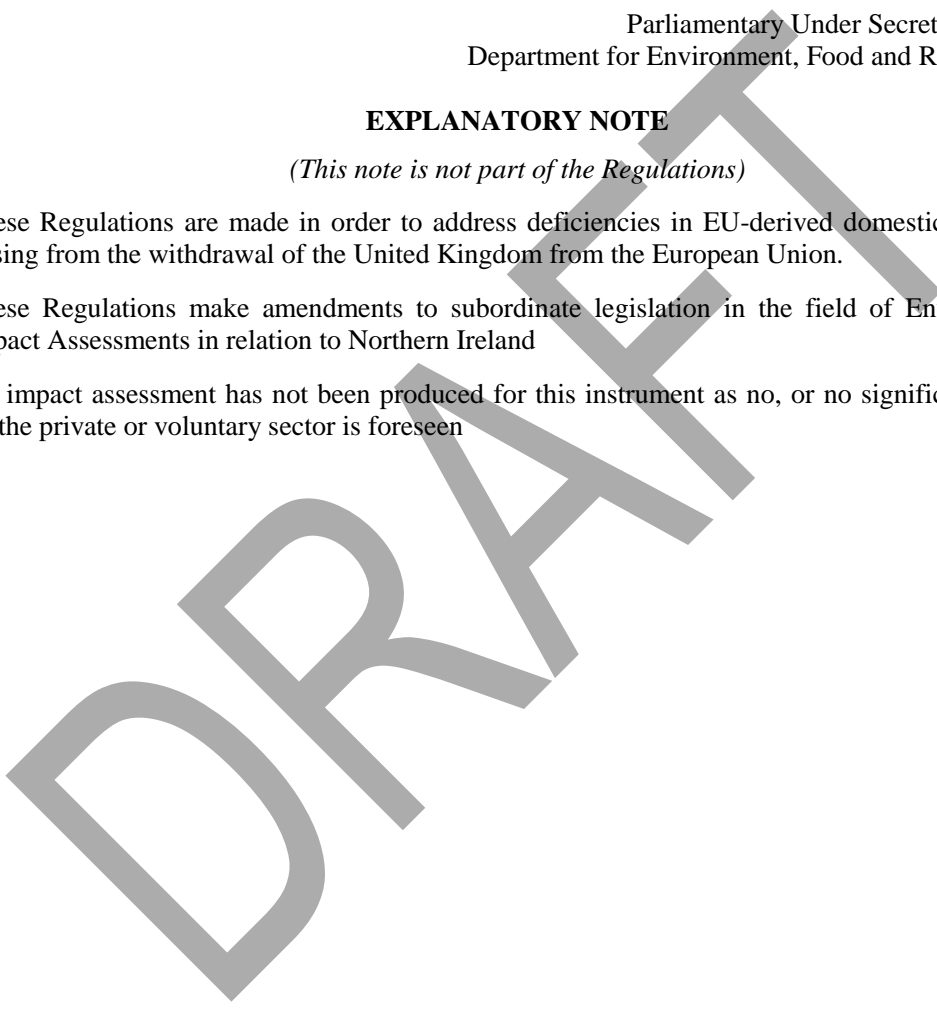 Parliamentary Under Secret
Department for Environment, Food and R
EXPLANATORY NOTE
(This note is not part of the Regulations)
ese Regulations are made in order to address deficiencies in EU-derived domestic
sing from the withdrawal of the United Kingdom from the European Union.
ese Regulations make amendments to subordinate legislation in the field of En
pact Assessments in relation to Northern Ireland
impact assessment has not been produced for this instrument as no, or no signific
the private or voluntary sector is foreseen
DRAFT